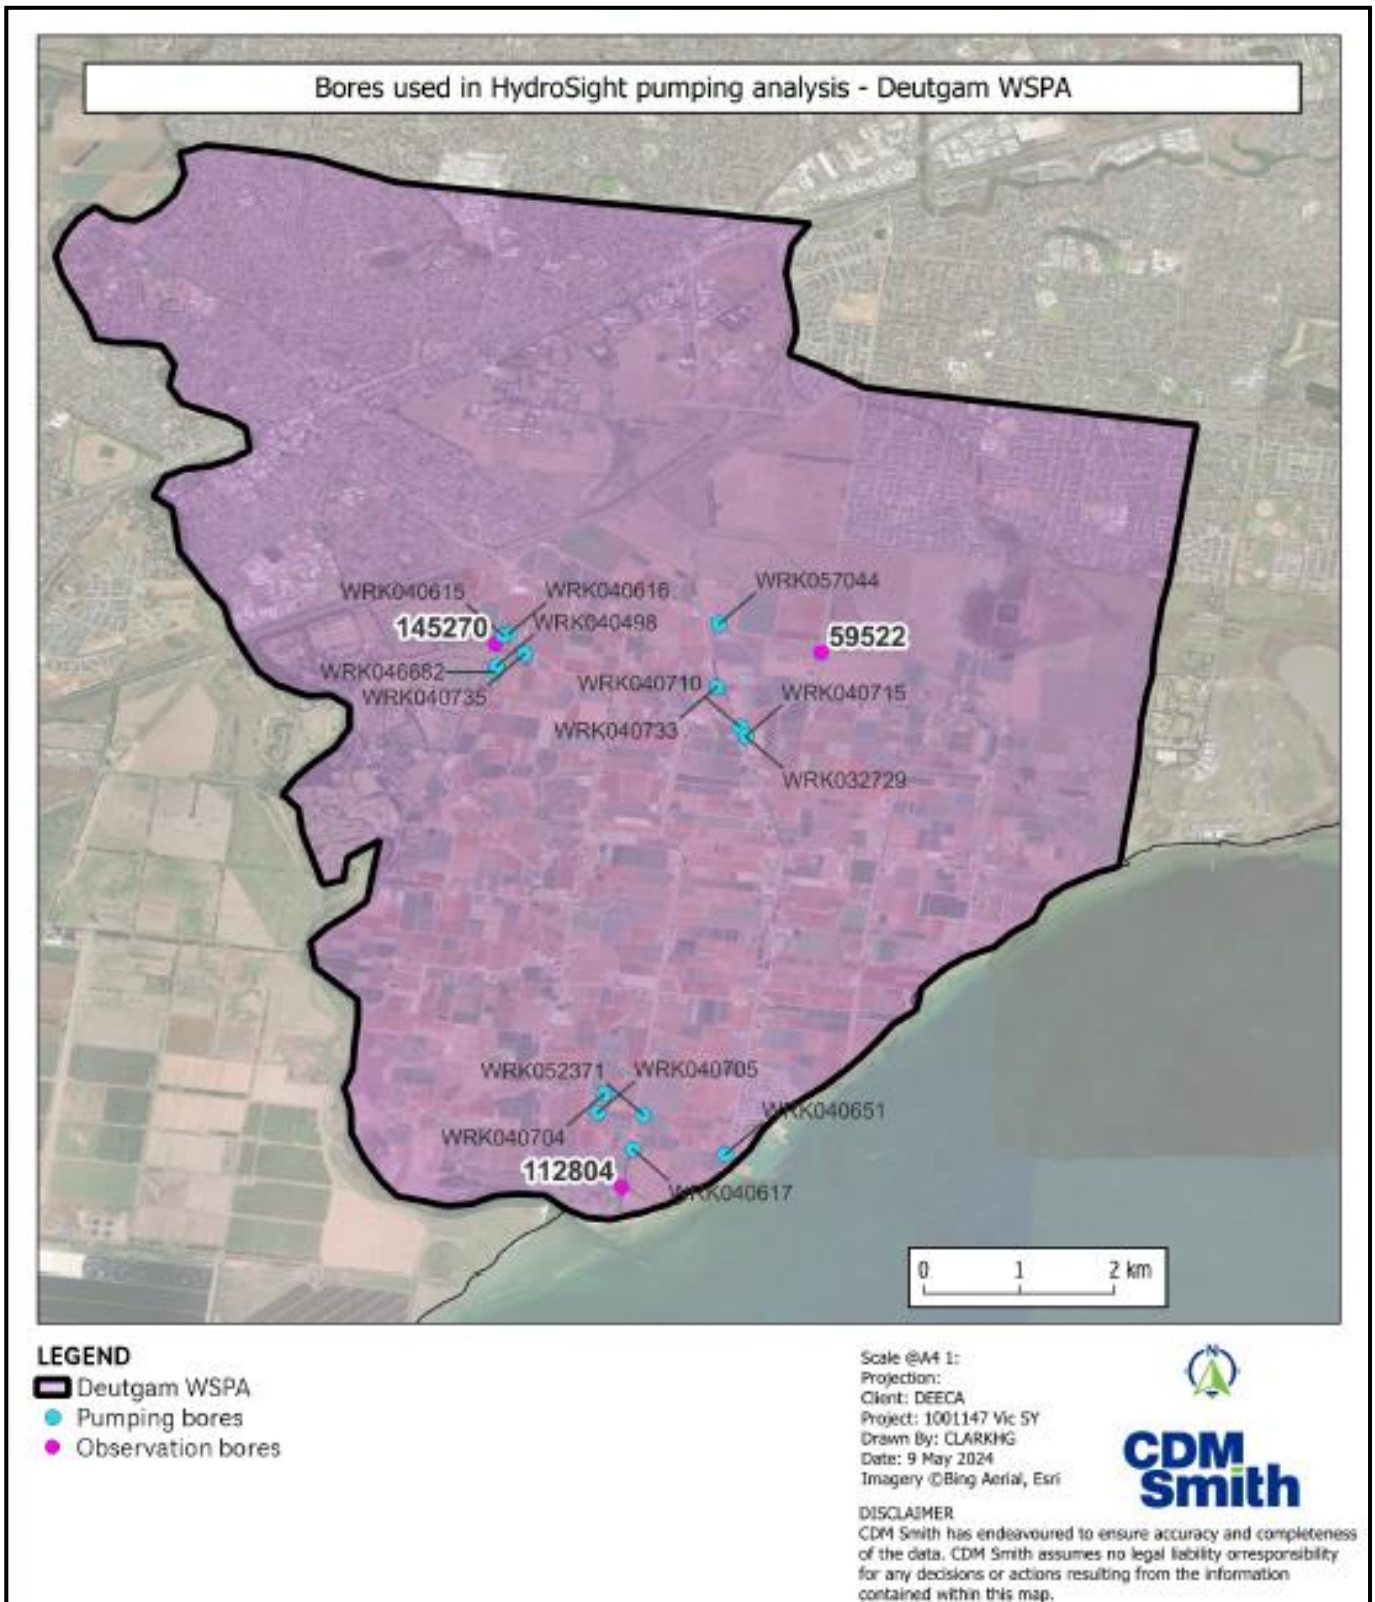 Bores used in HydroSight pumping analysis - Deutgam WSPA
WRK040615
WRK040616
WRK057044
145270
WRK040498
59522
WRK046682
WRK040735
WRK040710
WRK040715
WRK040733
WRK032729
WRK052371
WRK040705
WRK040651
WRK040704
112804
WRK040617
0 1 2 km
LEGEND
Deutgam WSPA
Pumping bores
Observation bores
Scale @A4 1:
Projection:
Client: DEECA
Project: 1001147 Vic SY
Drawn By: CLARKHG
Date: 9 May 2024
Imagery ©Bing Aerial, Esri
N
CDM
Smith
DISCLAIMER
CDM Smith has endeavoured to ensure accuracy and completeness
of the data. CDM Smith assumes no legal liability orresponsibility
for any decisions or actions resulting from the information
contained within this map.